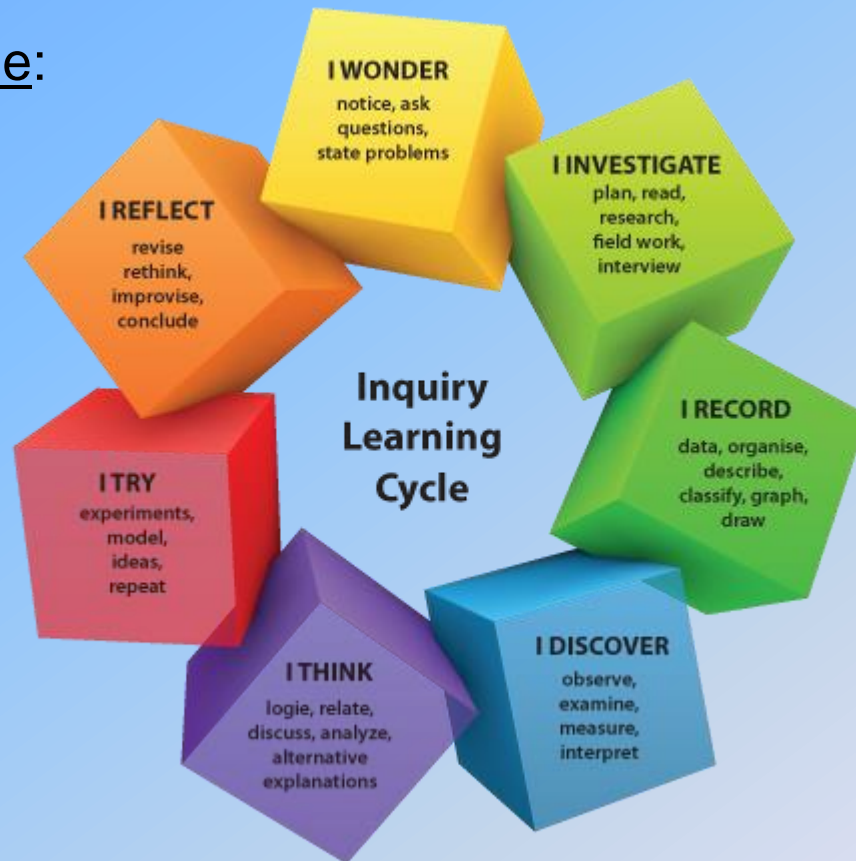 e:
I WONDER
notice, ask
questions,
state problems
I INVESTIGATE
plan, read,
research,
field work,
interview
I RECORD
data, organise,
describe,
classify, graph,
draw
I DISCOVER
observe,
examine,
measure,
interpret
I THINK
logie, relate,
discuss, analyze,
alternative
explanations
I TRY
experiments,
model,
ideas,
repeat
I REFLECT
revise
rethink,
improvise,
conclude
Inquiry
Learning
Cycle